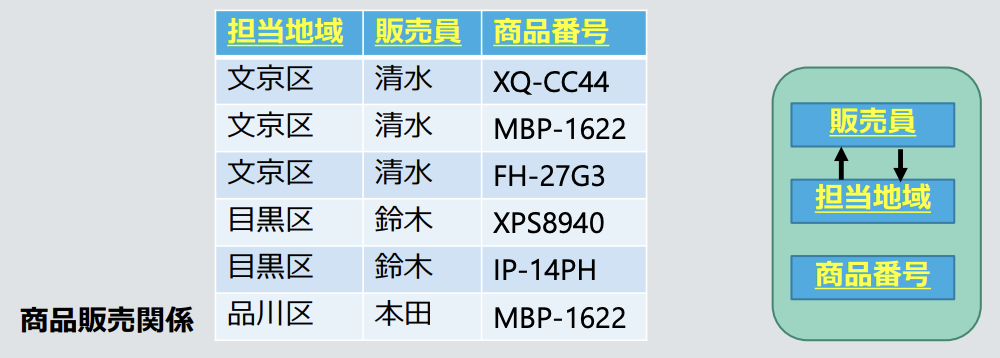 担当地域 販売員 商品番号
文京区 清水 XQ-CC44
文京区 清水 MBP-1622
文京区 清水 FH-27G3
目黒区 鈴木 XPS8940
目黒区 鈴木 IP-14PH
品川区 本田 MBP-1622
商品販売関係
販売員
担当地域
商品番号